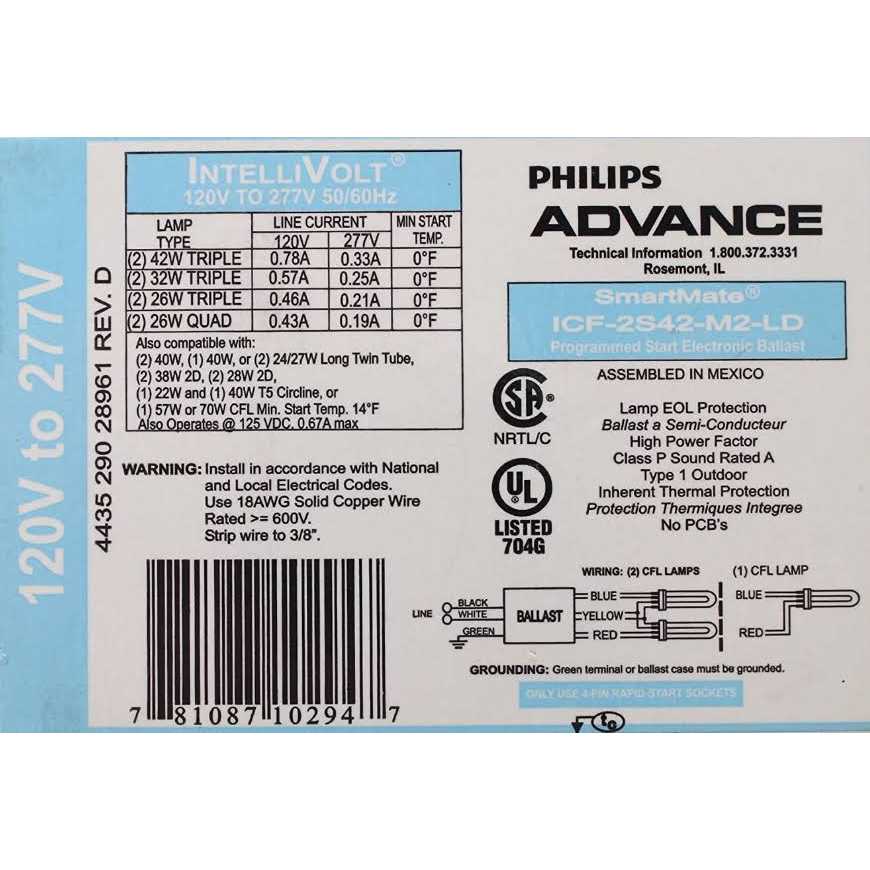 120V to 277V
4435 290 28961 REV. D
INTELLIVOLT®
120V TO 277V 50/60Hz
LAMP TYPE LINE CURRENT MIN START TEMP.
120V 277V
(2) 42W TRIPLE 0.78A 0.33A 0°F
(2) 32W TRIPLE 0.57A 0.25A 0°F
(2) 26W TRIPLE 0.46A 0.21A 0°F
(2) 26W QUAD 0.43A 0.19A 0°F
Also compatible with:
(2) 40W, (1) 40W, or (2) 24/27W Long Twin Tube,
(2) 38W 2D, (2) 28W 2D,
(1) 22W and (1) 40W T5 Circline, or
(1) 57W or 70W CFL Min. Start Temp. 14°F
Also Operates @ 125 VDC, 0.67A max
WARNING: Install in accordance with National
and Local Electrical Codes.
Use 18AWG Solid Copper Wire
Rated >= 600V.
Strip wire to 3/8".
7 81087 10294 7
PHILIPS
ADVANCE
Technical Information 1.800.372.3331
Rosemont, IL
SmartMate®
ICF-2S42-M2-LD
Programmed Start Electronic Ballast
ASSEMBLED IN MEXICO
SA®
NRTL/C
UL
LISTED
704G
Lamp EOL Protection
Ballast a Semi-Conducteur
High Power Factor
Class P Sound Rated A
Type 1 Outdoor
Inherent Thermal Protection
Protection Thermiques Integree
No PCB's
WIRING: (2) CFL LAMPS (1) CFL LAMP
LINE BLACK WHITE GREEN BALLAST BLUE YELLOW RED
BLUE RED
GROUNDING: Green terminal or ballast case must be grounded.
ONLY USE 4-PIN RAPID-START SOCKETS
tc